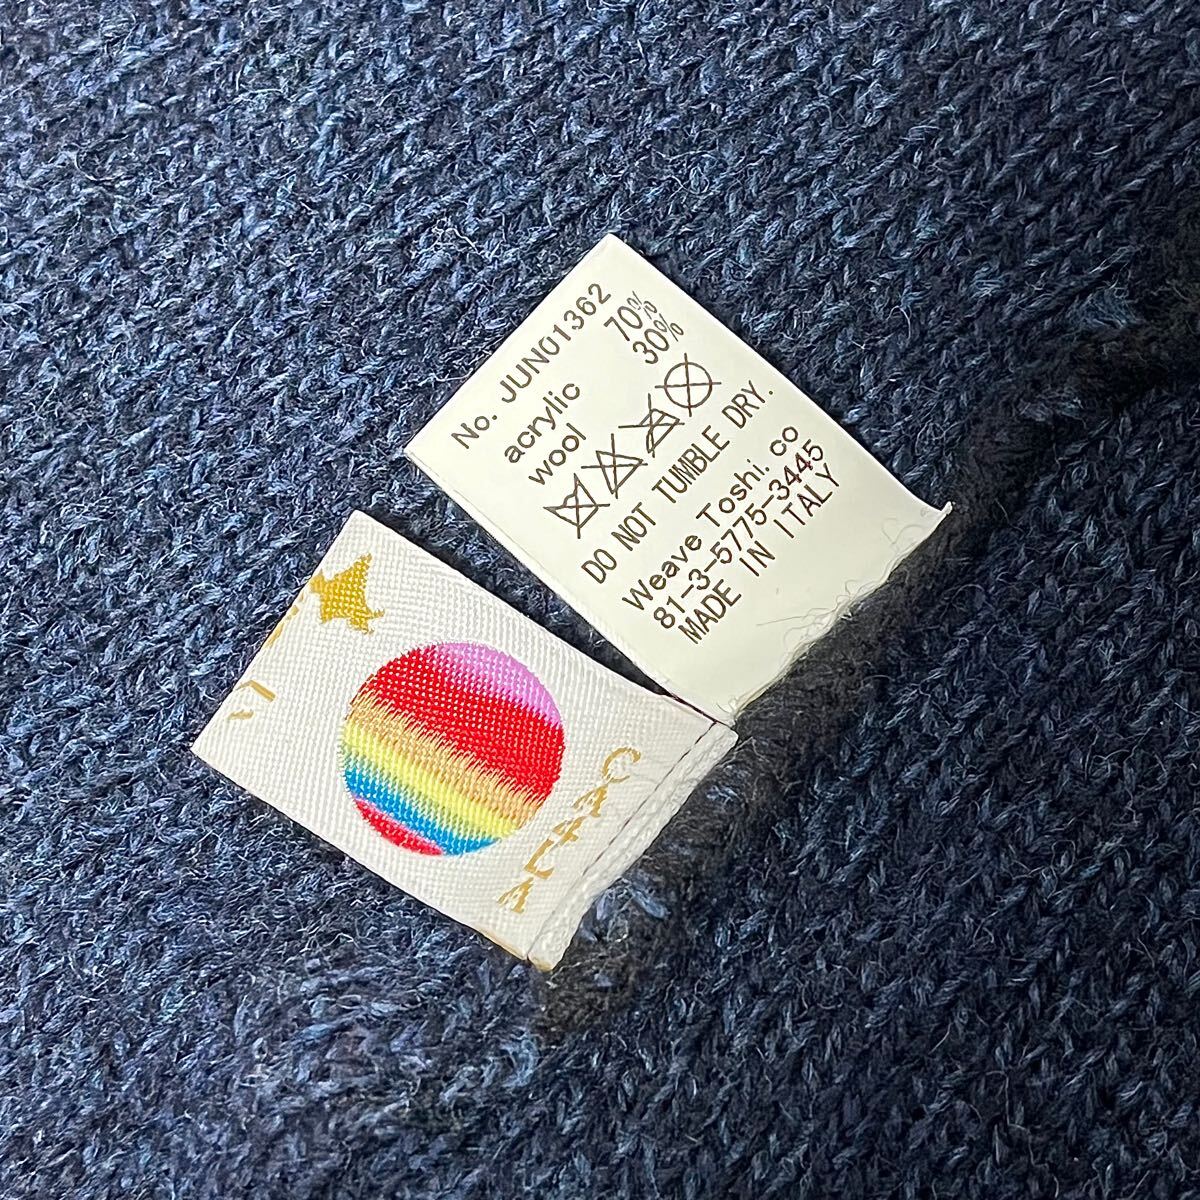 No. JUN01362
acrylic 70%
wool 30%
DO NOT TUMBLE DRY.
Weave Toshi. co
81-3-5775-3445
MADE IN ITALY